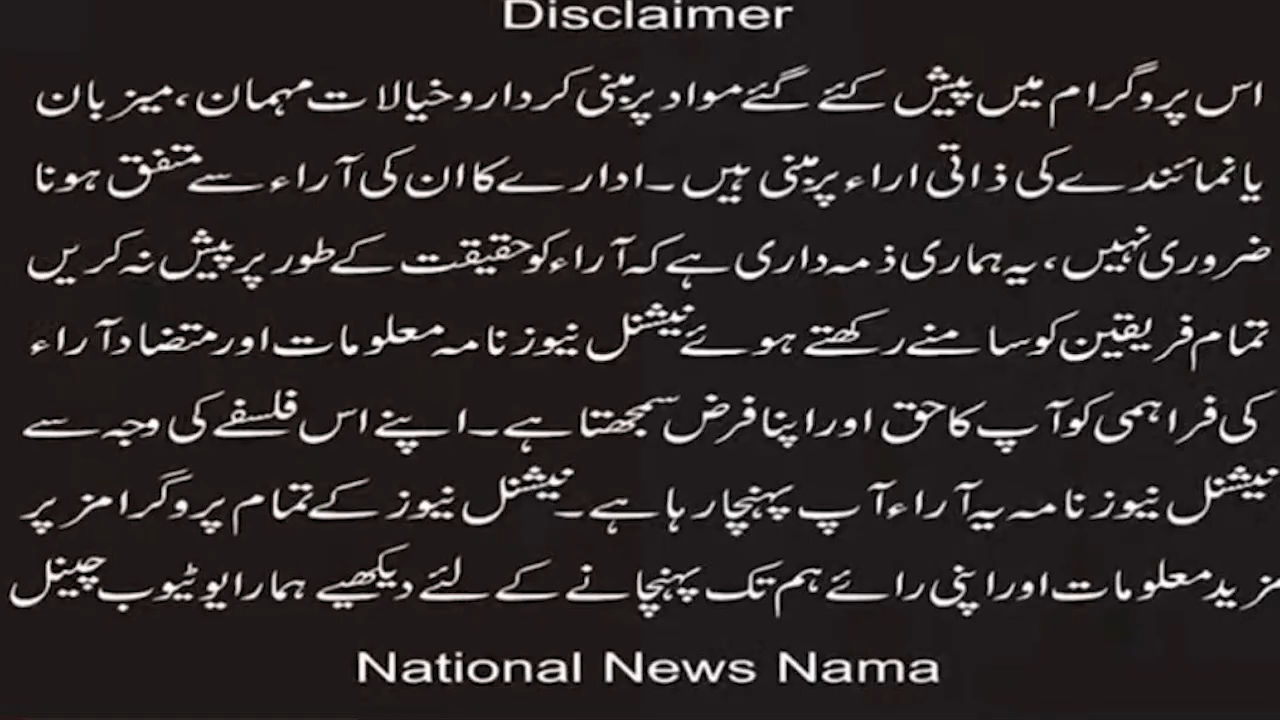 Disclaimer
اس پروگرام میں پیش کئے گئے مواد پر مبنی کردار و خیالات مہمان، میزبان
یا نمائندے کی ذاتی اراء پر مبنی ہیں۔ ادارے کا ان کی آراء سے متفق ہونا
ضروری نہیں، یہ ہماری ذمہ داری ہے کہ آراء کو حقیقت کے طور پر پیش نہ کریں
تمام فریقین کو سامنے رکھتے ہوئے نیشنل نیوز نامہ معلومات اور متضاد آراء
کی فراہمی کو آپ کا حق اور اپنا فرض سمجھتا ہے۔ اپنے اس فلسفے کی وجہ سے
نیشنل نیوز نامہ یہ آراء آپ پہنچا رہا ہے۔ نیشنل نیوز کے تمام پروگرامز پر
مزید معلومات اور اپنی رائے ہم تک پہنچانے کے لئے دیکھیے ہمارا یوٹیوب چینل
National News Nama